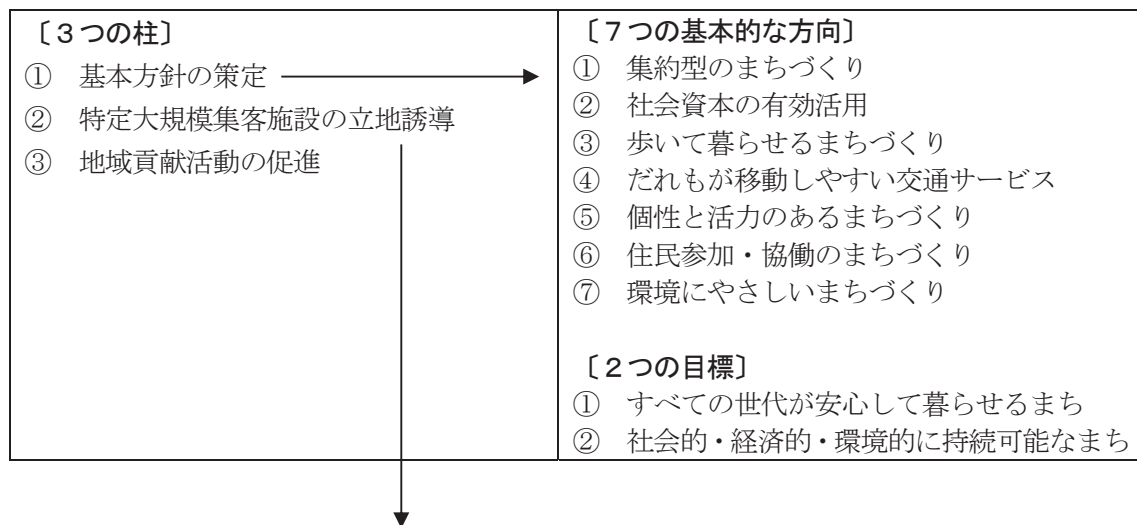 〔３つの柱〕
① 基本方針の策定
② 特定大規模集客施設の立地誘導
③ 地域貢献活動の促進
〔７つの基本的な方向〕
① 集約型のまちづくり
② 社会資本の有効活用
③ 歩いて暮らせるまちづくり
④ だれもが移動しやすい交通サービス
⑤ 個性と活力のあるまちづくり
⑥ 住民参加・協働のまちづくり
⑦ 環境にやさしいまちづくり
〔２つの目標〕
① すべての世代が安心して暮らせるまち
② 社会的・経済的・環境的に持続可能なまち